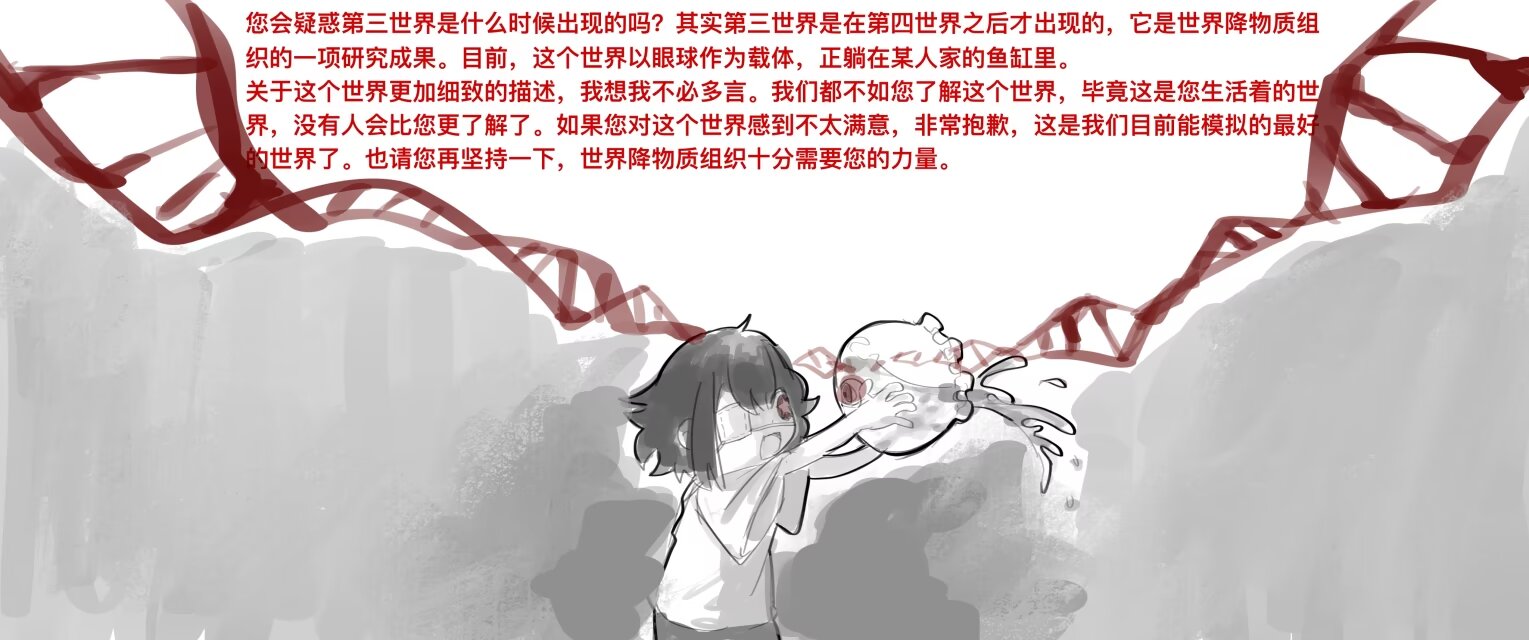 您会疑惑第三世界是什么时候出现的吗？其实第三世界是在第四世界之后才出现的，它是世界降物质组
织的一项研究成果。目前，这个世界以眼球作为载体，正躺在某人家的鱼缸里。
关于这个世界更加细致的描述，我想我不必多言。我们都不如您了解这个世界，毕竟这是您生活着的世
界，没有人会比您更了解了。如果您对这个世界感到不太满意，非常抱歉，这是我们目前能模拟的最好
的世界了。也请您再坚持一下，世界降物质组织十分需要您的力量。